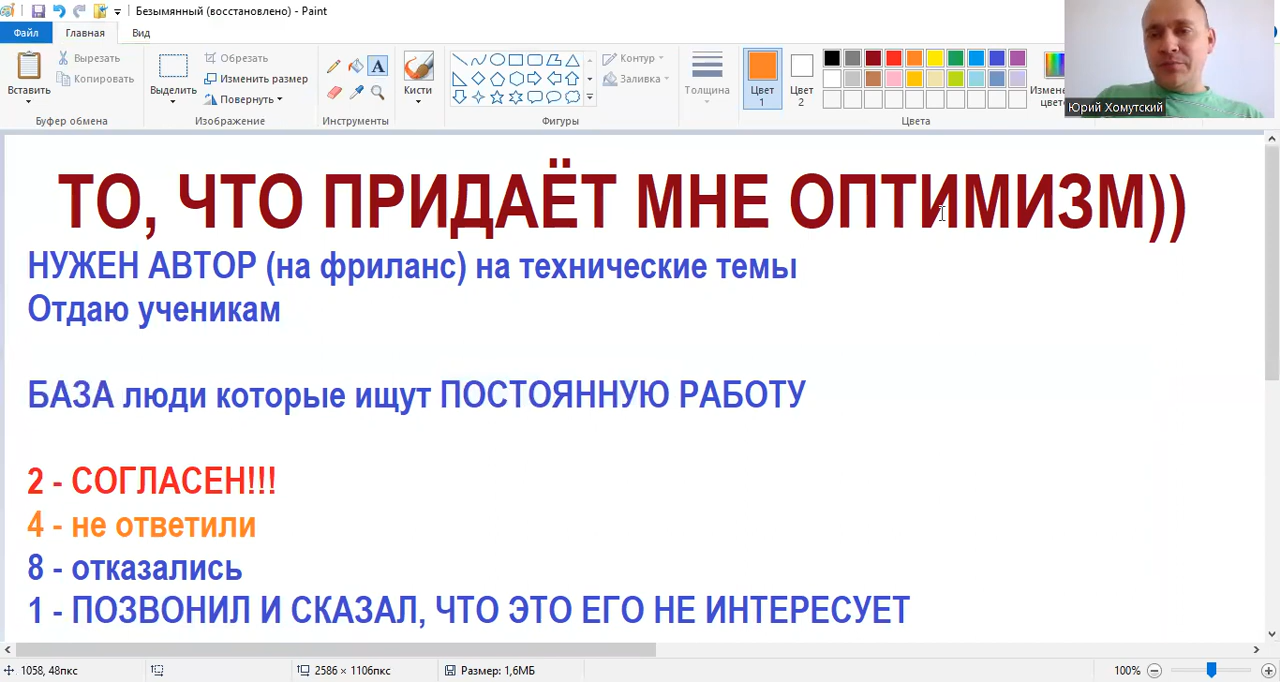 Безымянный (восстановлено) - Paint
Файл
Главная
Вид
Вставить
Вырезать
Копировать
Буфер обмена
Выделить
Обрезать
Изменить размер
Повернуть
Изображение
Инструменты
Кисти
Контур
Заливка
Фигуры
Толщина
Цвет 1
Цвет 2
Цвета
Юрий Хомутский
ТО, ЧТО ПРИДАЁТ МНЕ ОПТИМИЗМ))
НУЖЕН АВТОР (на фриланс) на технические темы
Отдаю ученикам
БАЗА люди которые ищут ПОСТОЯННУЮ РАБОТУ
2 - СОГЛАСЕН!!!
4 - не ответили
8 - отказались
1 - ПОЗВОНИЛ И СКАЗАЛ, ЧТО ЭТО ЕГО НЕ ИНТЕРЕСУЕТ
1058, 48пкс
2586 × 1106пкс
Размер: 1,6МБ
100%